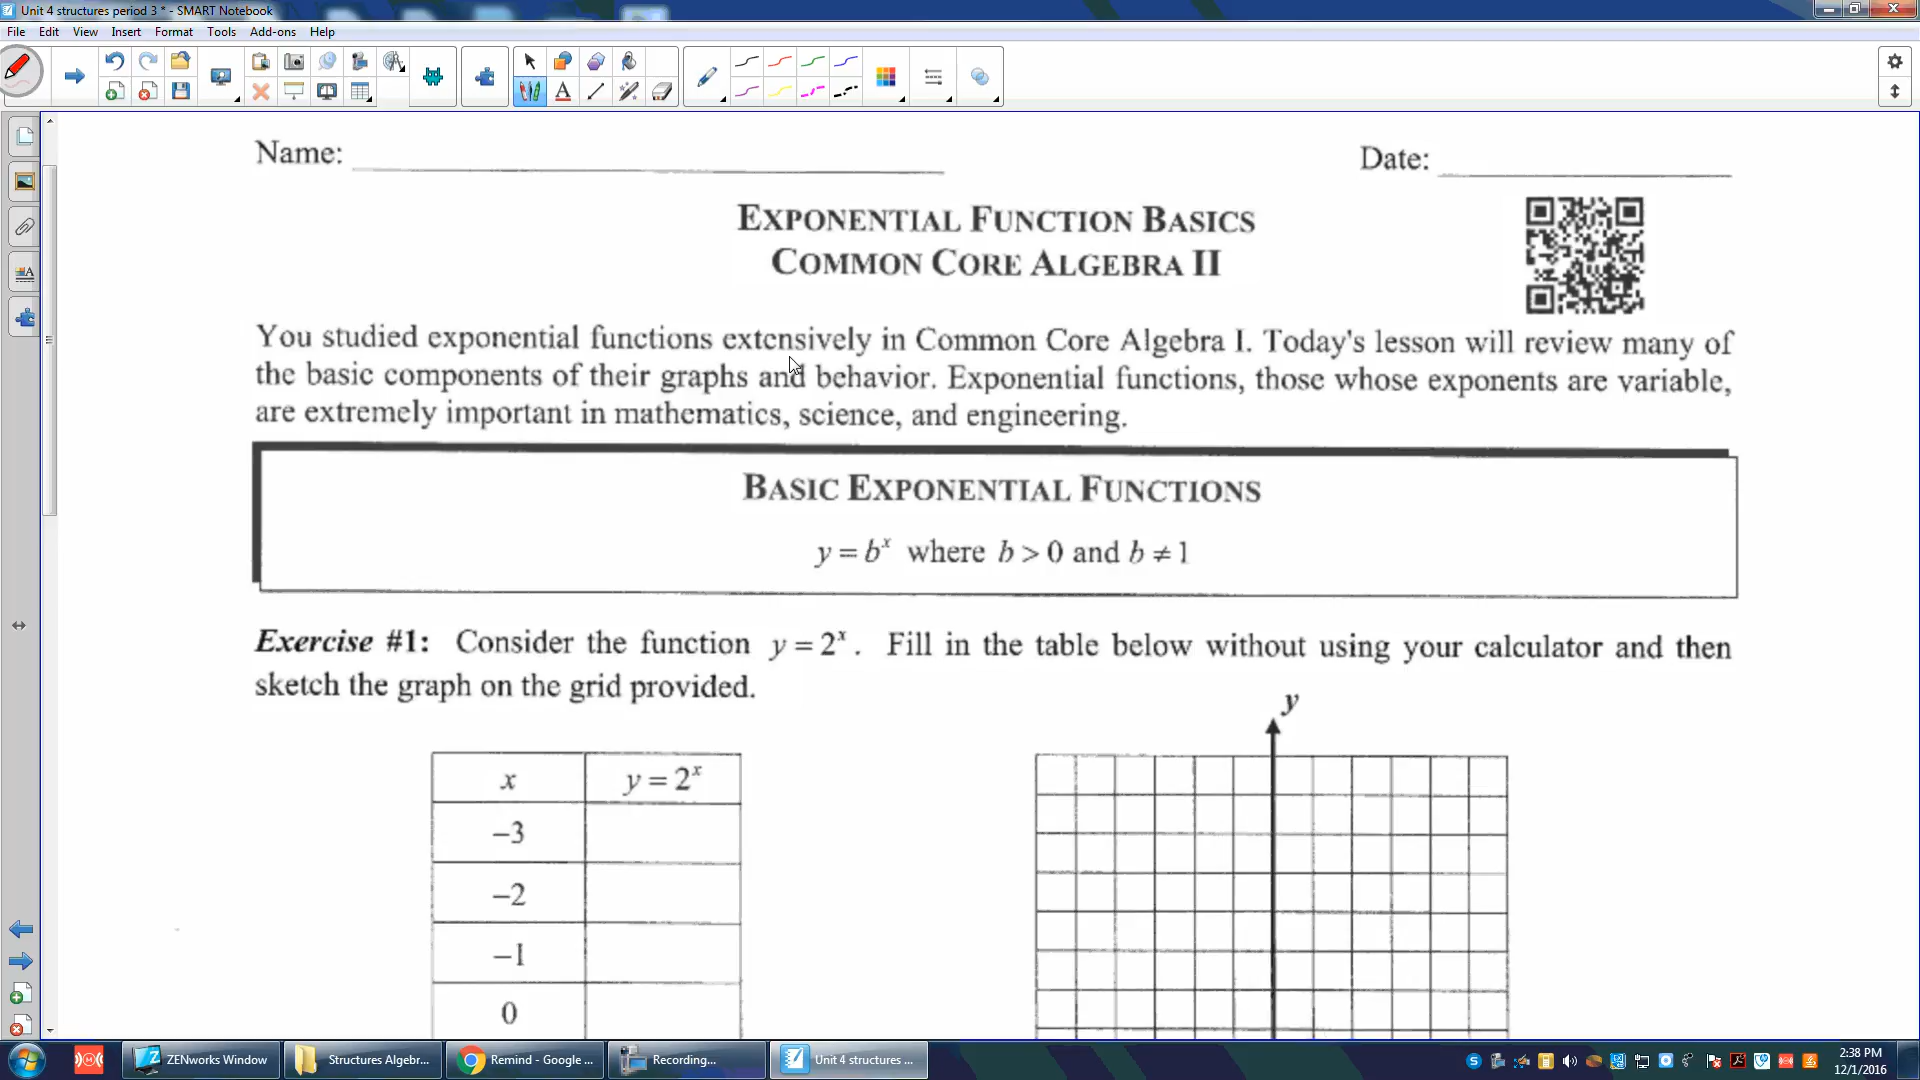 Unit 4 structures period 3 * - SMART Notebook
File Edit View Insert Format Tools Add-ons Help
Name:
Date:
EXPONENTIAL FUNCTION BASICS
COMMON CORE ALGEBRA II
You studied exponential functions extensively in Common Core Algebra I. Today's lesson will review many of
the basic components of their graphs and behavior. Exponential functions, those whose exponents are variable,
are extremely important in mathematics, science, and engineering.
BASIC EXPONENTIAL FUNCTIONS
y = bˣ where b > 0 and b ≠ 1
Exercise #1: Consider the function y = 2ˣ. Fill in the table below without using your calculator and then
sketch the graph on the grid provided.
y
x y = 2ˣ
–3
–2
–1
0
ZENworks Window Structures Algebr... Remind - Google ... Recording... Unit 4 structures ... 2:38 PM
12/1/2016